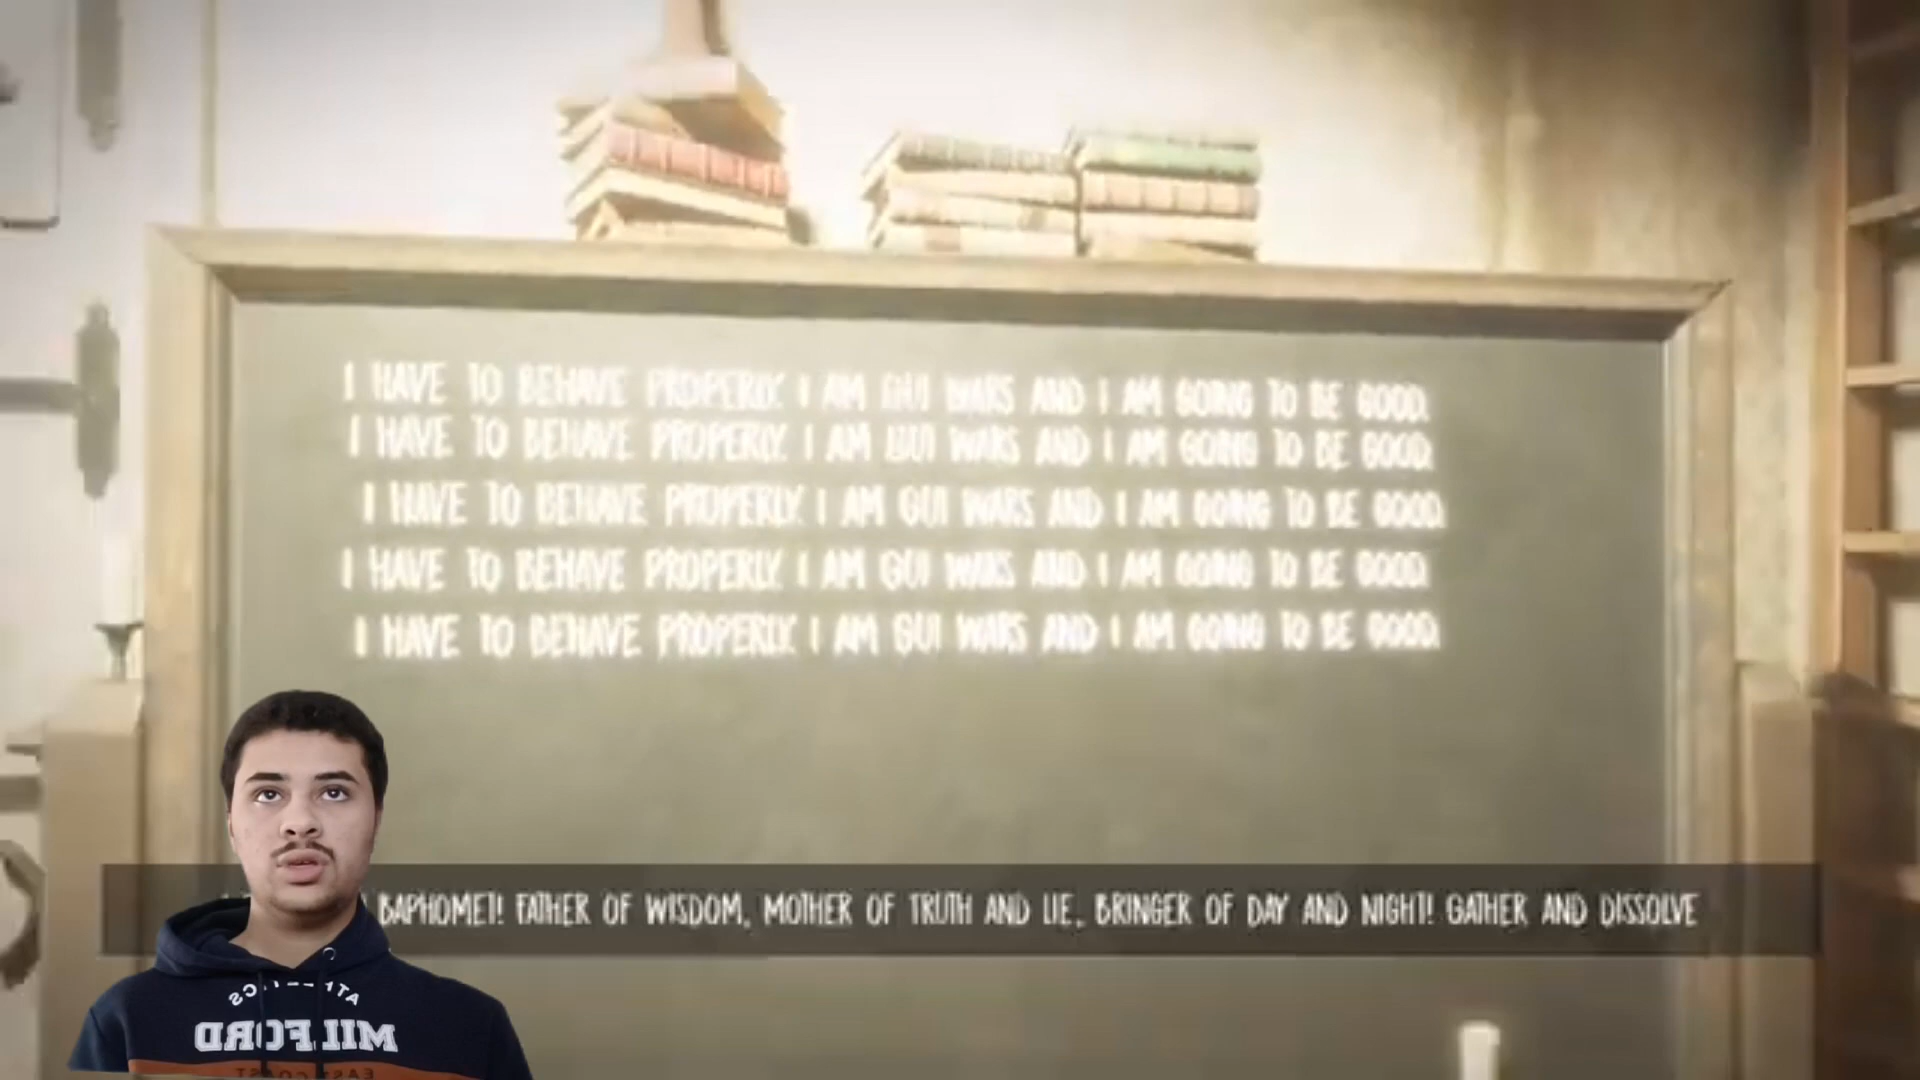 I HAVE TO BEHAVE PROPERLY. I AM GUI WARS AND I AM GOING TO BE GOOD.
I HAVE TO BEHAVE PROPERLY. I AM GUI WARS AND I AM GOING TO BE GOOD.
I HAVE TO BEHAVE PROPERLY. I AM GUI WARS AND I AM GOING TO BE GOOD.
I HAVE TO BEHAVE PROPERLY. I AM GUI WARS AND I AM GOING TO BE GOOD.
I HAVE TO BEHAVE PROPERLY. I AM GUI WARS AND I AM GOING TO BE GOOD.
BAPHOMET! FATHER OF WISDOM, MOTHER OF TRUTH AND LIE, BRINGER OF DAY AND NIGHT! GATHER AND DISSOLVE
ATHLETICS
MILFORD
EAST COAST